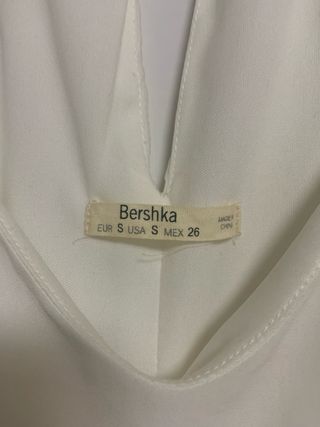 Bershka
EUR S USA S MEX 26
MADE IN
CHINA